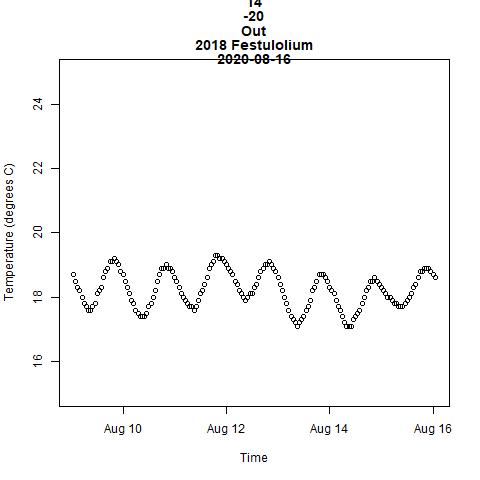 14
-20
Out
2018 Festulolium
2020-08-16
24
22
20
18
16
Temperature (degrees C)
Aug 10
Aug 12
Aug 14
Aug 16
Time